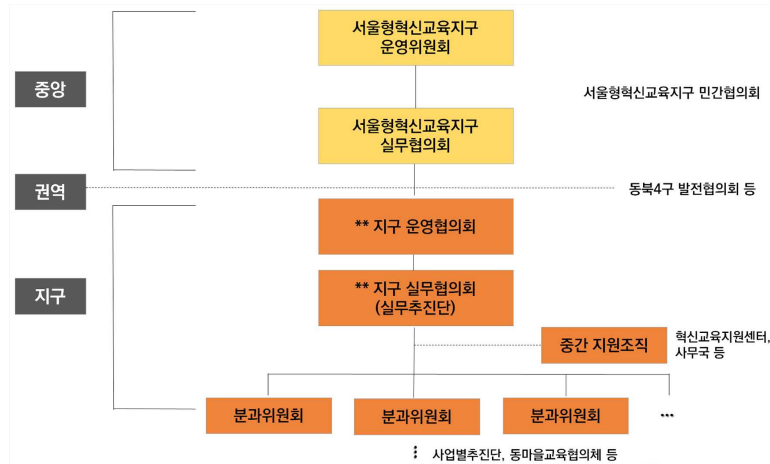 서울형혁신교육지구
운영위원회
중앙
서울형혁신교육지구 민간협의회
서울형혁신교육지구
실무협의회
권역
동북4구 발전협의회 등
** 지구 운영협의회
지구
** 지구 실무협의회
(실무추진단)
중간 지원조직
혁신교육지원센터,
사무국 등
분과위원회
분과위원회
분과위원회
...
사업별추진단, 동마을교육협의체 등